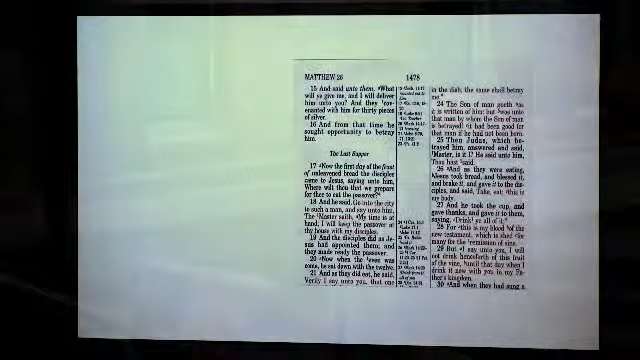 MATTHEW 26
1478
15 And said unto them, What
will ye give me, and I will deliver
him unto you? And they cov-
enanted with him for thirty pieces
of silver.
16 And from that time he
sought opportunity to betray
him.
The Last Supper
17 Now the first day of the feast
of unleavened bread the disciples
came to Jesus, saying unto him,
Where wilt thou that we prepare
for thee to eat the passover?
18 And he said, Go into the city
to such a man, and say unto him,
The Master saith, My time is at
hand; I will keep the passover at
thy house with my disciples.
19 And the disciples did as Je-
sus had appointed them; and
they made ready the passover.
20 Now when the even was
come, he sat down with the twelve.
21 And as they did eat, he said,
Verily I say unto you, that one
in the dish, the same shall betray
me.
24 The Son of man goeth as
it is written of him: but woe unto
that man by whom the Son of man
is betrayed! it had been good for
that man if he had not been born.
25 Then Judas, which be-
trayed him, answered and said,
Master, is it I? He said unto him,
Thou hast said.
26 And as they were eating,
Jesus took bread, and blessed it,
and brake it, and gave it to the dis-
ciples, and said, Take, eat; this is
my body.
27 And he took the cup, and
gave thanks, and gave it to them,
saying, Drink ye all of it;
28 For this is my blood of the
new testament, which is shed for
many for the remission of sins.
29 But I say unto you, I will
not drink henceforth of this fruit
of the vine, until that day when I
drink it new with you in my Fa-
ther's kingdom.
30 And when they had sung a